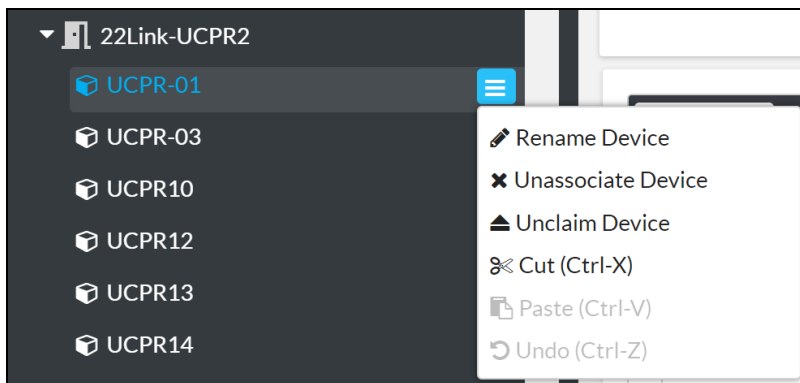 22Link-UCPR2
UCPR-01
UCPR-03
UCPR10
UCPR12
UCPR13
UCPR14
Rename Device
Unassociate Device
Unclaim Device
Cut (Ctrl-X)
Paste (Ctrl-V)
Undo (Ctrl-Z)